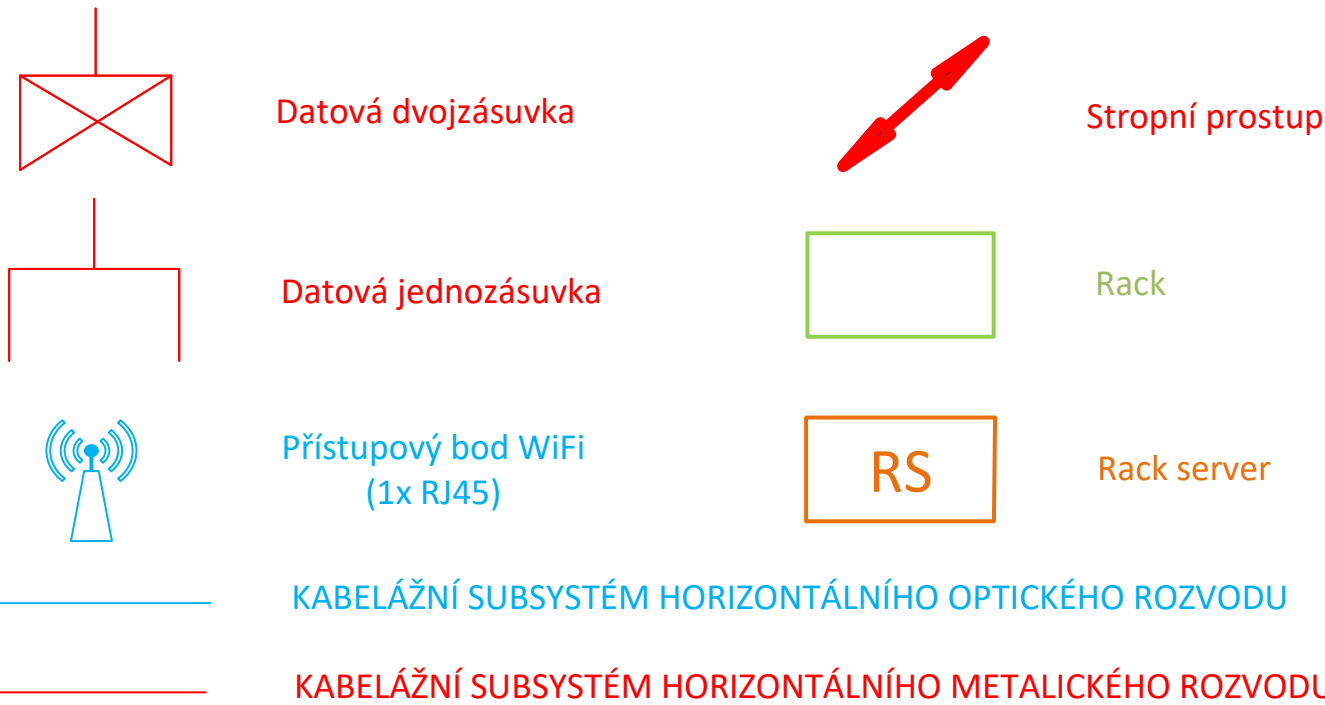 Datová dvojzásuvka
Stropní prostup
Datová jednozásuvka
Rack
Přístupový bod WiFi
(1x RJ45)
RS
Rack server
KABELÁŽNÍ SUBSYSTÉM HORIZONTÁLNÍHO OPTICKÉHO ROZVODU
KABELÁŽNÍ SUBSYSTÉM HORIZONTÁLNÍHO METALICKÉHO ROZVODU